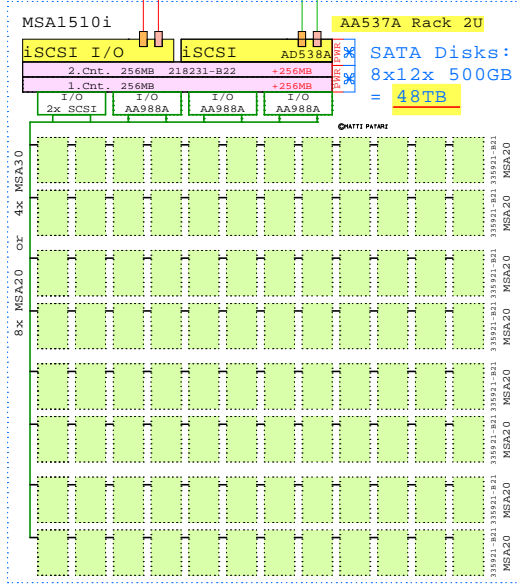 MSA1510i
AA537A Rack 2U
iSCSI I/O
iSCSI
AD538A
PWR
SATA Disks:
2.Cnt. 256MB 218231-B22 +256MB
8x12x 500GB
1.Cnt. 256MB +256MB
PWR
= 48TB
I/O
2x SCSI
I/O
AA988A
I/O
AA988A
I/O
AA988A
©MATTI PAYARI
8x MSA20 or 4x MSA30
335921-B21
MSA20
335921-B21
MSA20
335921-B21
MSA20
335921-B21
MSA20
335921-B21
MSA20
335921-B21
MSA20
335921-B21
MSA20
335921-B21
MSA20